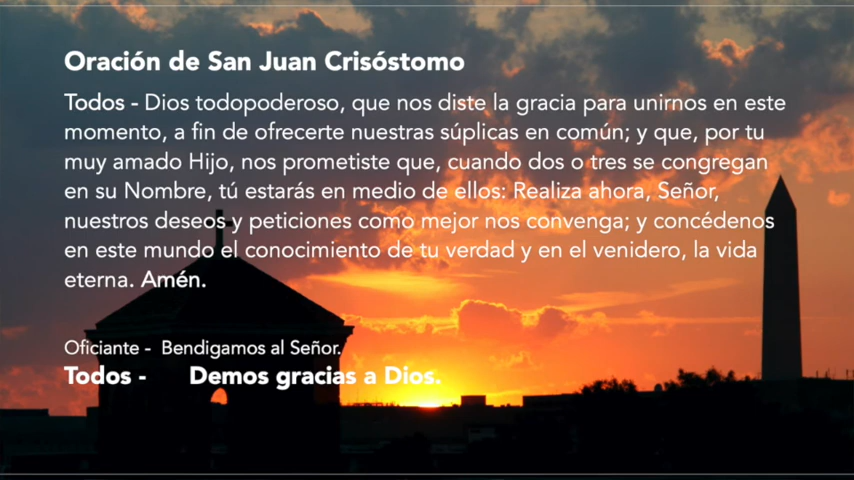 Oración de San Juan Crisóstomo
Todos - Dios todopoderoso, que nos diste la gracia para unirnos en este
momento, a fin de ofrecerte nuestras súplicas en común; y que, por tu
muy amado Hijo, nos prometiste que, cuando dos o tres se congregan
en su Nombre, tú estarás en medio de ellos: Realiza ahora, Señor,
nuestros deseos y peticiones como mejor nos convenga; y concédenos
en este mundo el conocimiento de tu verdad y en el venidero, la vida
eterna. Amén.
Oficiante - Bendigamos al Señor.
Todos - Demos gracias a Dios.